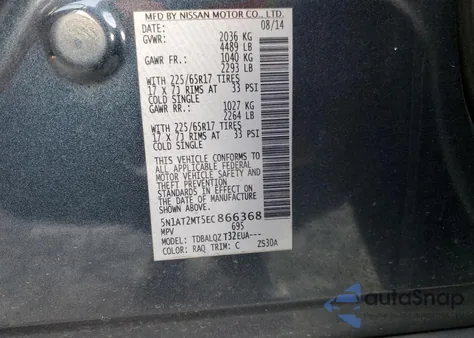 MFD BY NISSAN MOTOR CO., LTD.
DATE: 08/14
GVWR: 2036 KG
4489 LB
GAWR FR.: 1040 KG
2293 LB
WITH 225/65R17 TIRES
17 X 7J RIMS AT 33 PSI
COLD SINGLE
GAWR RR.: 1027 KG
2264 LB
WITH 225/65R17 TIRES
17 X 7J RIMS AT 33 PSI
COLD SINGLE
THIS VEHICLE CONFORMS TO
ALL APPLICABLE FEDERAL
MOTOR VEHICLE SAFETY AND
THEFT PREVENTION
STANDARDS IN EFFECT ON
THE DATE OF MANUFACTURE
SHOWN ABOVE.
5N1AT2MT5EC866368
MPV 695
MODEL: TDBALQZ T32EUA---
COLOR: RAQ TRIM: C ZS30A
autoSnap